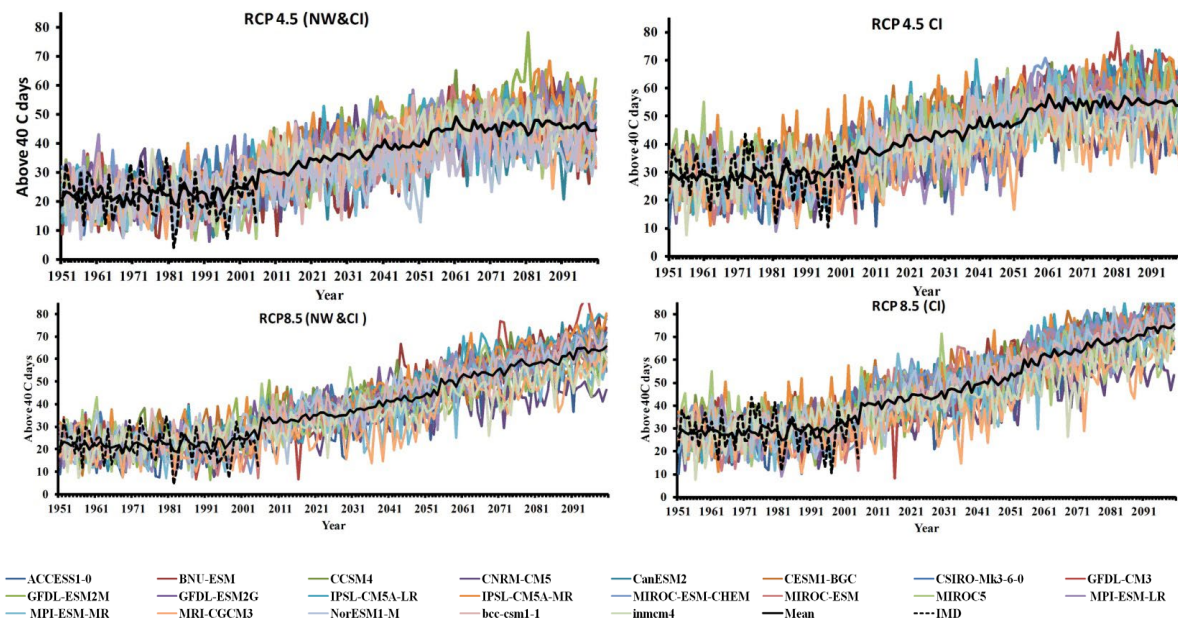 RCP 4.5 (NW&CI)
Above 40 C days
80
70
60
50
40
30
20
10
0
1951 1961 1971 1981 1991 2001 2011 2021 2031 2041 2051 2061 2071 2081 2091
Year
RCP 4.5 CI
Above 40 C days
80
70
60
50
40
30
20
10
0
1951 1961 1971 1981 1991 2001 2011 2021 2031 2041 2051 2061 2071 2081 2091
Year
RCP8.5 (NW &CI )
Above 40 C days
80
70
60
50
40
30
20
10
0
1951 1961 1971 1981 1991 2001 2011 2021 2031 2041 2051 2061 2071 2081 2091
Year
RCP 8.5 (CI)
Above 40C days
80
70
60
50
40
30
20
10
0
1951 1961 1971 1981 1991 2001 2011 2021 2031 2041 2051 2061 2071 2081 2091
Year
ACCESS1-0 BNU-ESM CCSM4 CNRM-CM5 CanESM2 CESM1-BGC CSIRO-Mk3-6-0 GFDL-CM3
GFDL-ESM2M GFDL-ESM2G IPSL-CM5A-LR IPSL-CM5A-MR MIROC-ESM-CHEM MIROC-ESM MIROC5 MPI-ESM-LR
MPI-ESM-MR MRI-CGCM3 NorESM1-M bcc-csm1-1 inmcm4 Mean IMD